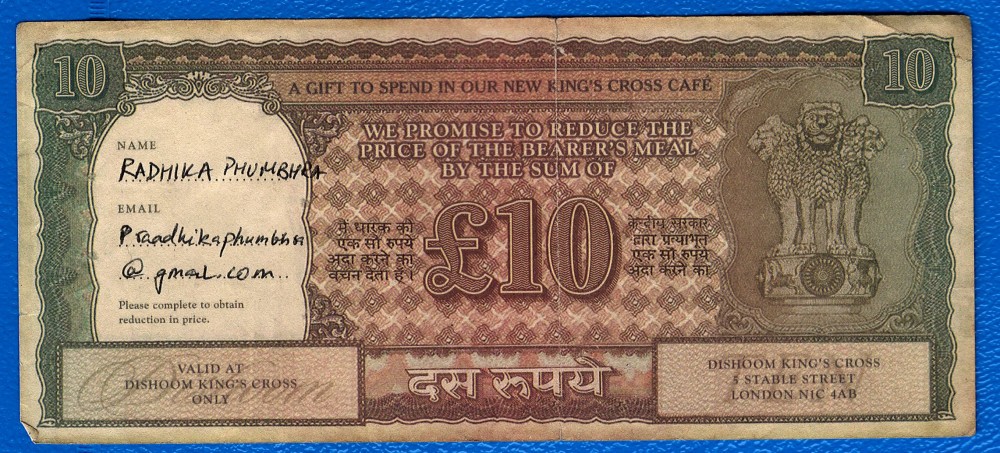 10
10
A GIFT TO SPEND IN OUR NEW KING'S CROSS CAFÉ
NAME
RADHIKA PHUMBHRA
EMAIL
@ gmail.com
Please complete to obtain
reduction in price.
WE PROMISE TO REDUCE THE
PRICE OF THE BEARER'S MEAL
BY THE SUM OF
मैं धारक को
एक सौ रुपये
अदा करने का
वचन देता हूँ।
£10
केन्द्रीय सरकार
द्वारा प्रत्याभूत
एक सौ रुपये
अदा करने का
VALID AT
DISHOOM KING'S CROSS
ONLY
दस रूपये
DISHOOM KING'S CROSS
5 STABLE STREET
LONDON N1C 4AB